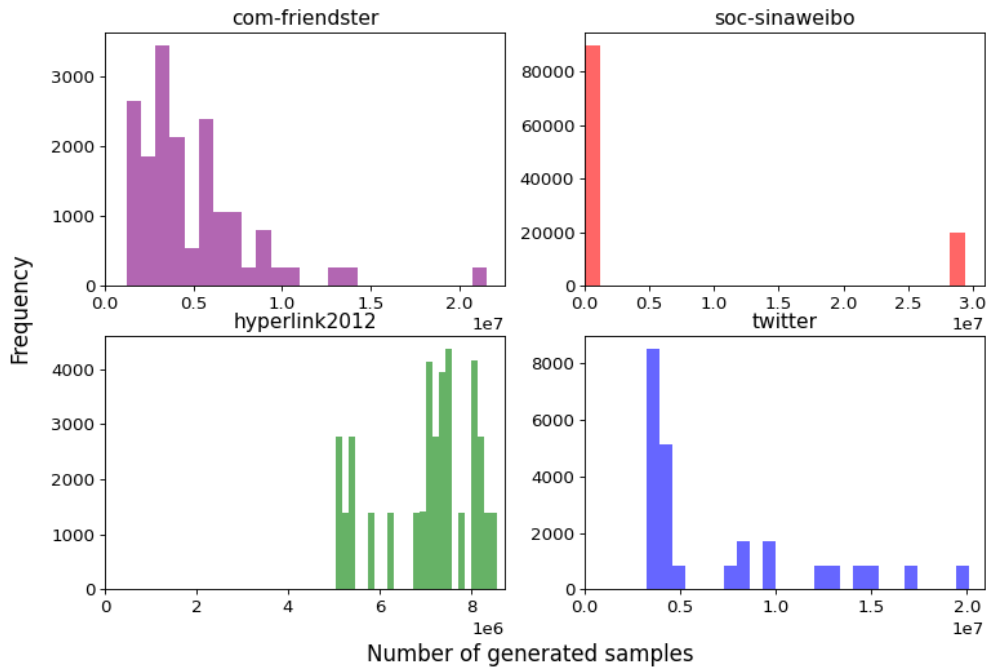 com-friendster
soc-sinaweibo
3000
2000
1000
0
0.0 0.5 1.0 1.5 2.0
1e7
80000
60000
40000
20000
0
0.0 0.5 1.0 1.5 2.0 2.5 3.0
1e7
Frequency
hyperlink2012
twitter
4000
3000
2000
1000
0
0 2 4 6 8
1e6
8000
6000
4000
2000
0
0.0 0.5 1.0 1.5 2.0
1e7
Number of generated samples